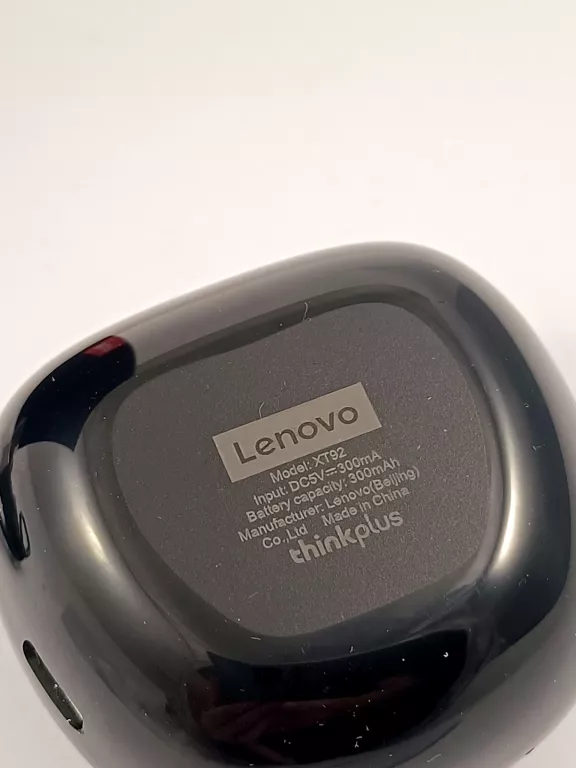 Lenovo
Model: XT92
Input: DC5V⎓300mA
Battery capacity: 300mAh
Manufacturer: Lenovo(Beijing)
Co.,Ltd Made in China
thinkplus